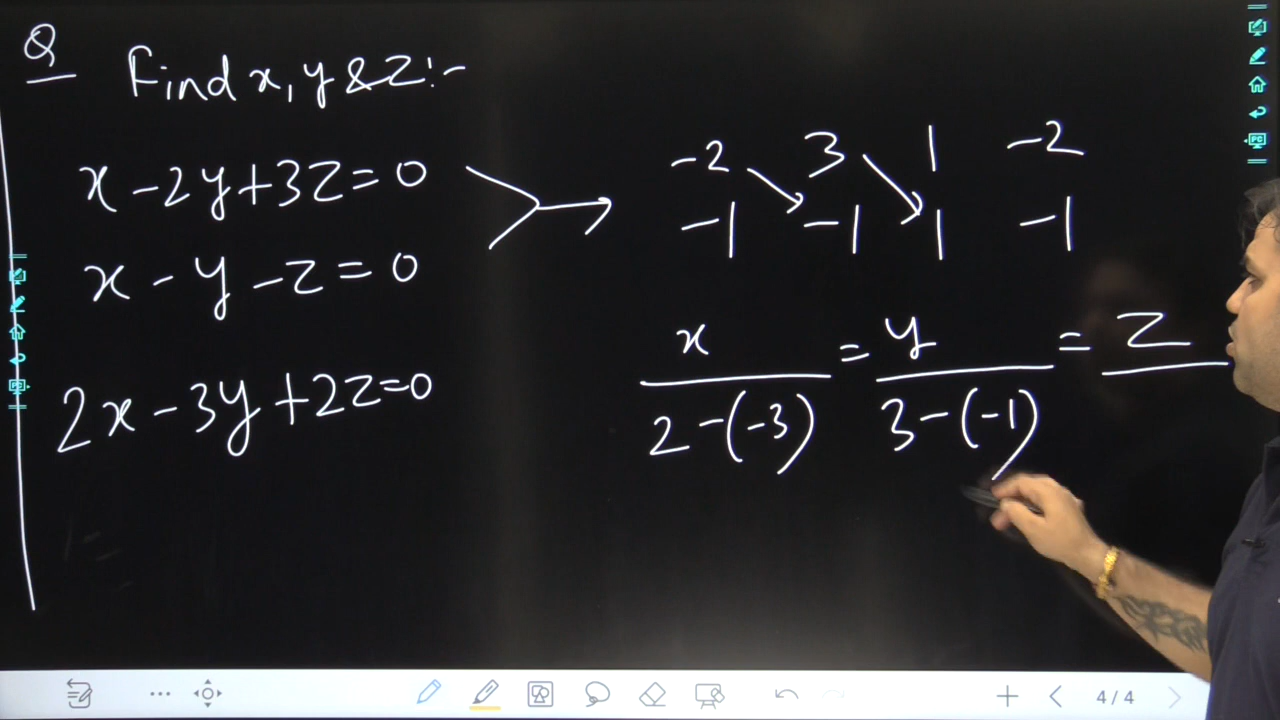 Q Find x, y & z:-
x - 2y + 3z = 0
x - y - z = 0
2x - 3y + 2z = 0
-2 3 1 -2
-1 -1 1 -1
x = y = z
2-(-3) 3-(-1)
4 / 4